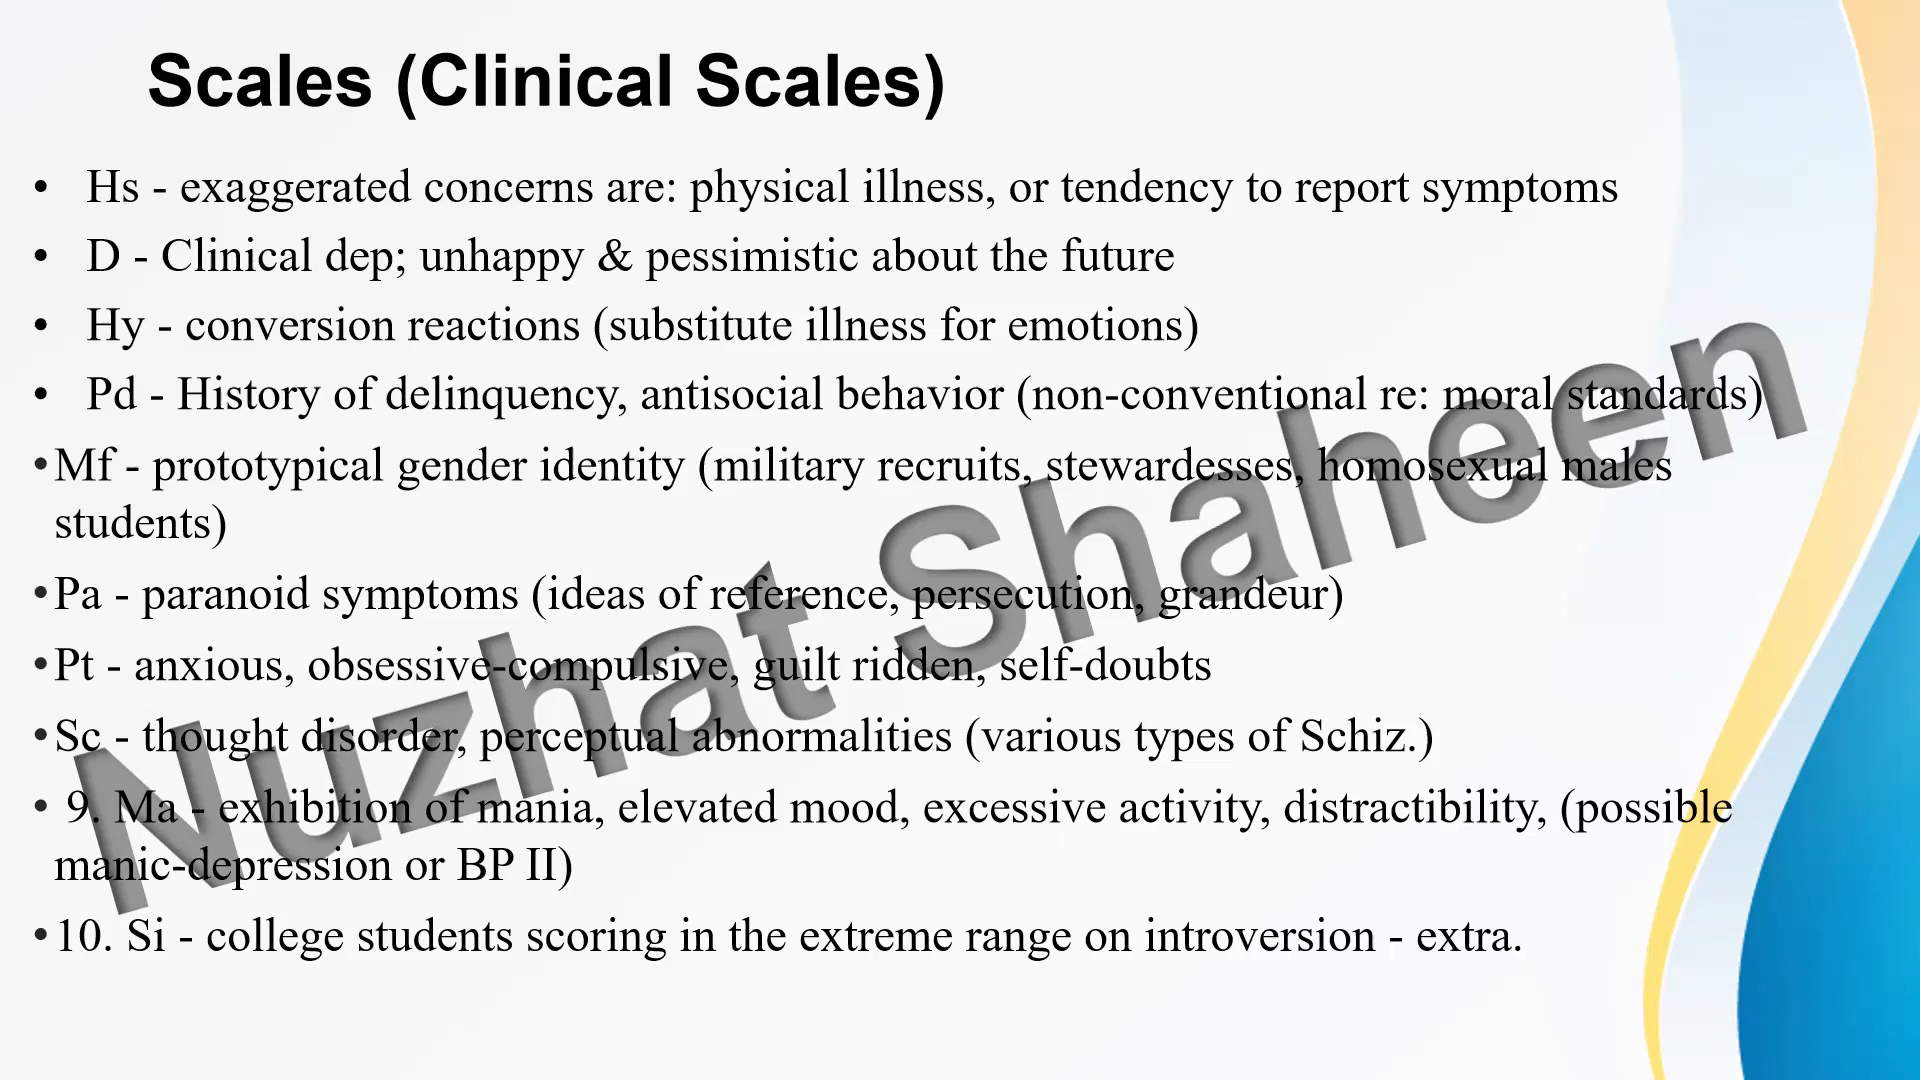 Scales (Clinical Scales)
• Hs - exaggerated concerns are: physical illness, or tendency to report symptoms
• D - Clinical dep; unhappy & pessimistic about the future
• Hy - conversion reactions (substitute illness for emotions)
• Pd - History of delinquency, antisocial behavior (non-conventional re: moral standards)
• Mf - prototypical gender identity (military recruits, stewardesses, homosexual males
students)
• Pa - paranoid symptoms (ideas of reference, persecution, grandeur)
• Pt - anxious, obsessive-compulsive, guilt ridden, self-doubts
• Sc - thought disorder, perceptual abnormalities (various types of Schiz.)
• 9. Ma - exhibition of mania, elevated mood, excessive activity, distractibility, (possible
manic-depression or BP II)
• 10. Si - college students scoring in the extreme range on introversion - extra.
Nuzhat Shaheen